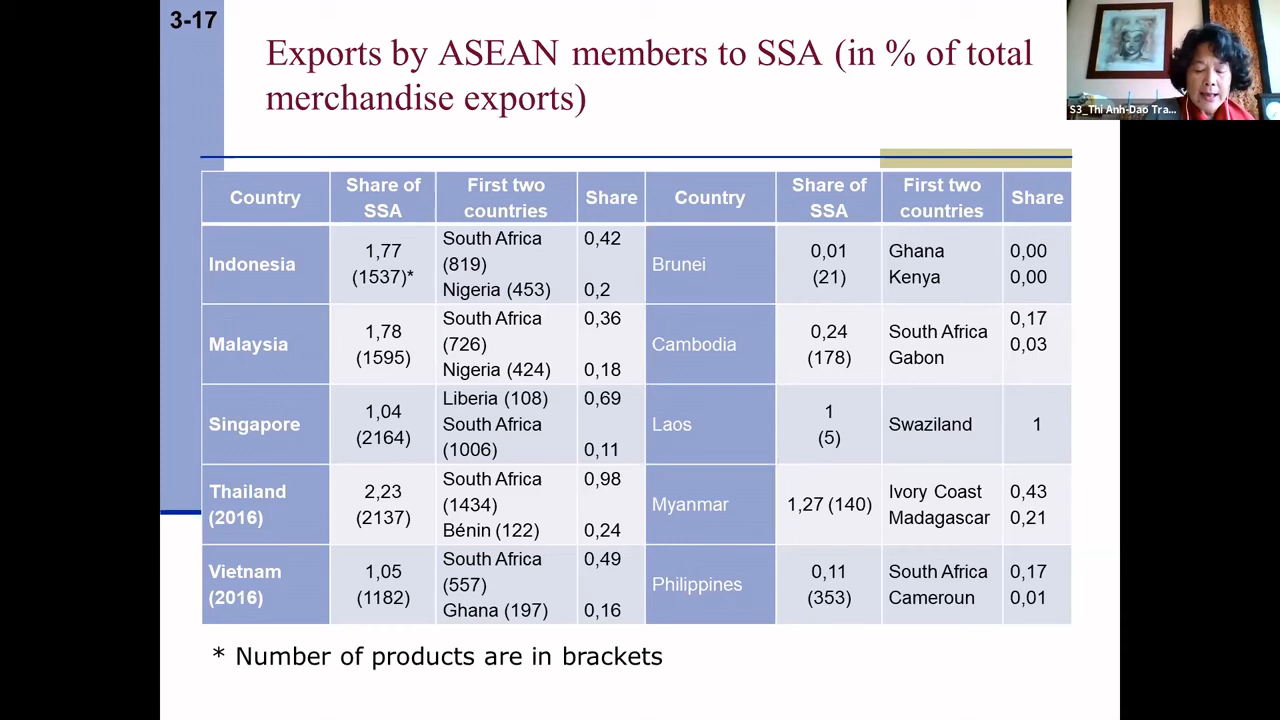 3-17
Exports by ASEAN members to SSA (in % of total
merchandise exports)
S3_Thi Anh-Dao Tra...
Country
Share of
SSA
First two
countries
Share
Country
Share of
SSA
First two
countries
Share
Indonesia
1,77
(1537)*
South Africa
(819)
Nigeria (453)
0,42
0,2
Brunei
0,01
(21)
Ghana
Kenya
0,00
0,00
Malaysia
1,78
(1595)
South Africa
(726)
Nigeria (424)
0,36
0,18
Cambodia
0,24
(178)
South Africa
Gabon
0,17
0,03
Singapore
1,04
(2164)
Liberia (108)
South Africa
(1006)
0,69
0,11
Laos
1
(5)
Swaziland
1
Thailand
(2016)
2,23
(2137)
South Africa
(1434)
Bénin (122)
0,98
0,24
Myanmar
1,27 (140)
Ivory Coast
Madagascar
0,43
0,21
Vietnam
(2016)
1,05
(1182)
South Africa
(557)
Ghana (197)
0,49
0,16
Philippines
0,11
(353)
South Africa
Cameroun
0,17
0,01
* Number of products are in brackets